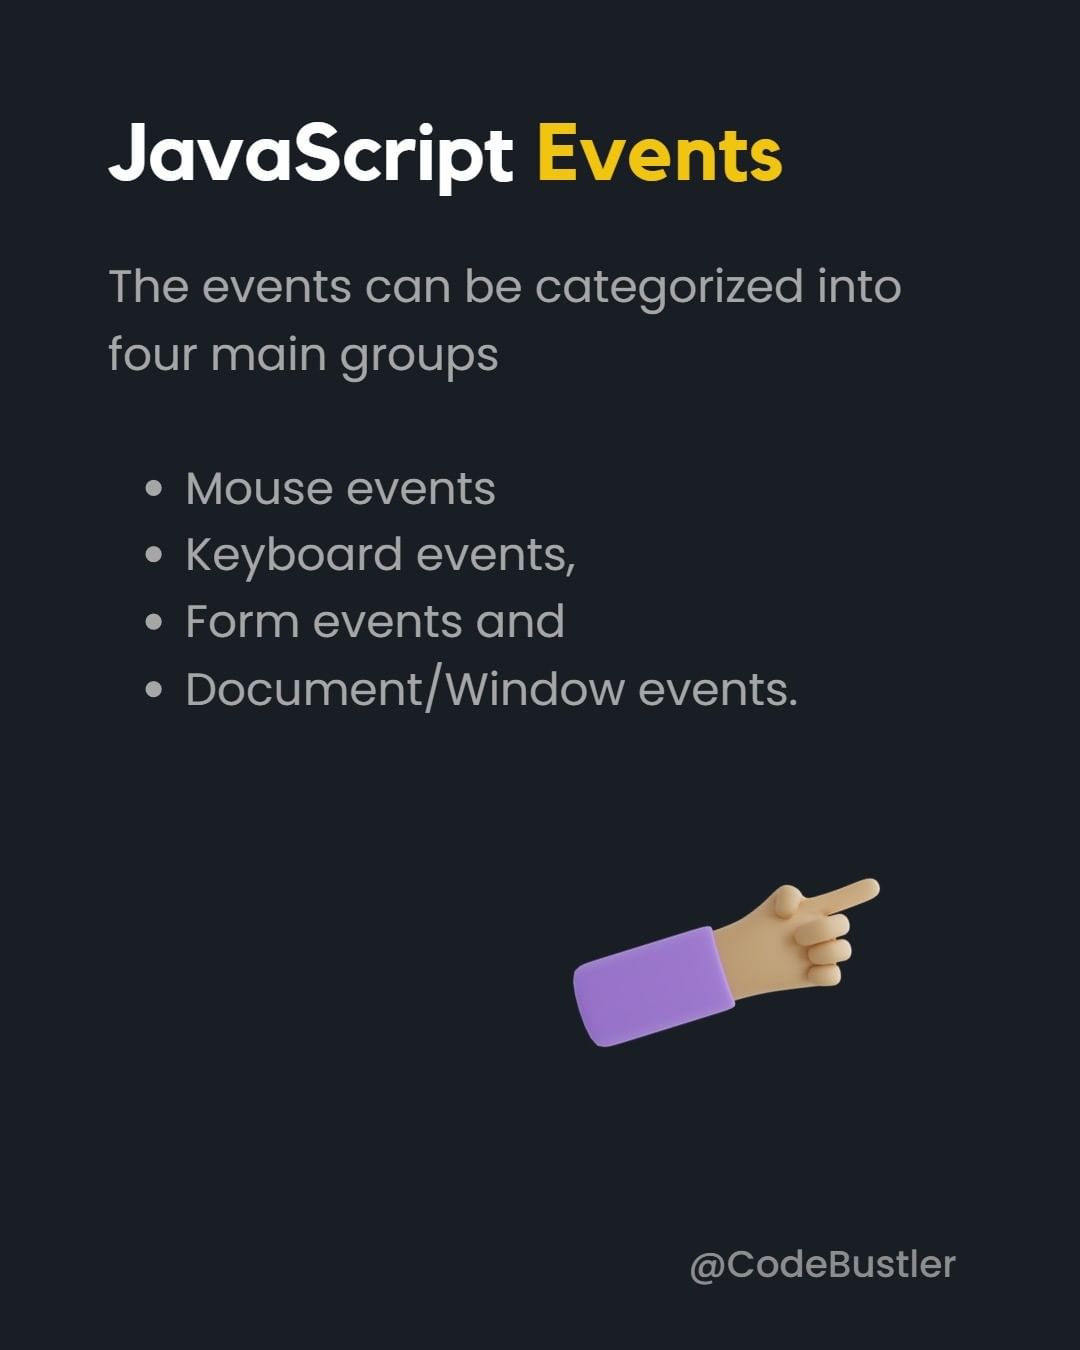 JavaScript Events
The events can be categorized into
four main groups
• Mouse events
• Keyboard events,
• Form events and
• Document/Window events.
@CodeBustler